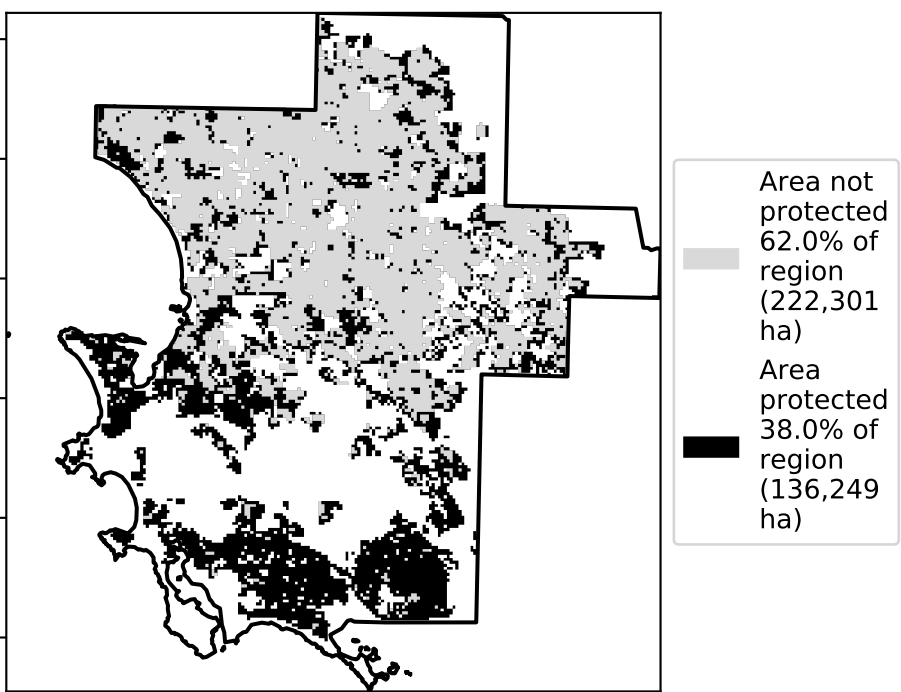 Area not
protected
62.0% of
region
(222,301
ha)
Area
protected
38.0% of
region
(136,249
ha)